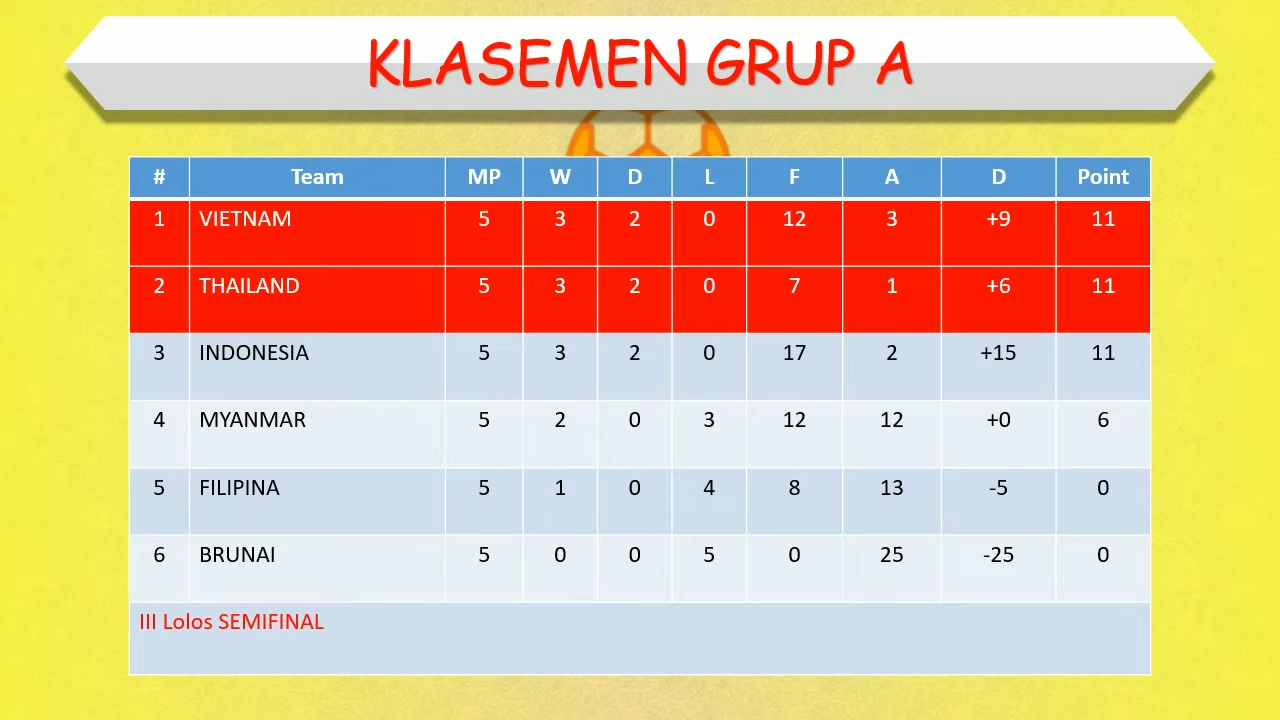 KLASEMEN GRUP A
# Team MP W D L F A D Point
1 VIETNAM 5 3 2 0 12 3 +9 11
2 THAILAND 5 3 2 0 7 1 +6 11
3 INDONESIA 5 3 2 0 17 2 +15 11
4 MYANMAR 5 2 0 3 12 12 +0 6
5 FILIPINA 5 1 0 4 8 13 -5 0
6 BRUNAI 5 0 0 5 0 25 -25 0
III Lolos SEMIFINAL